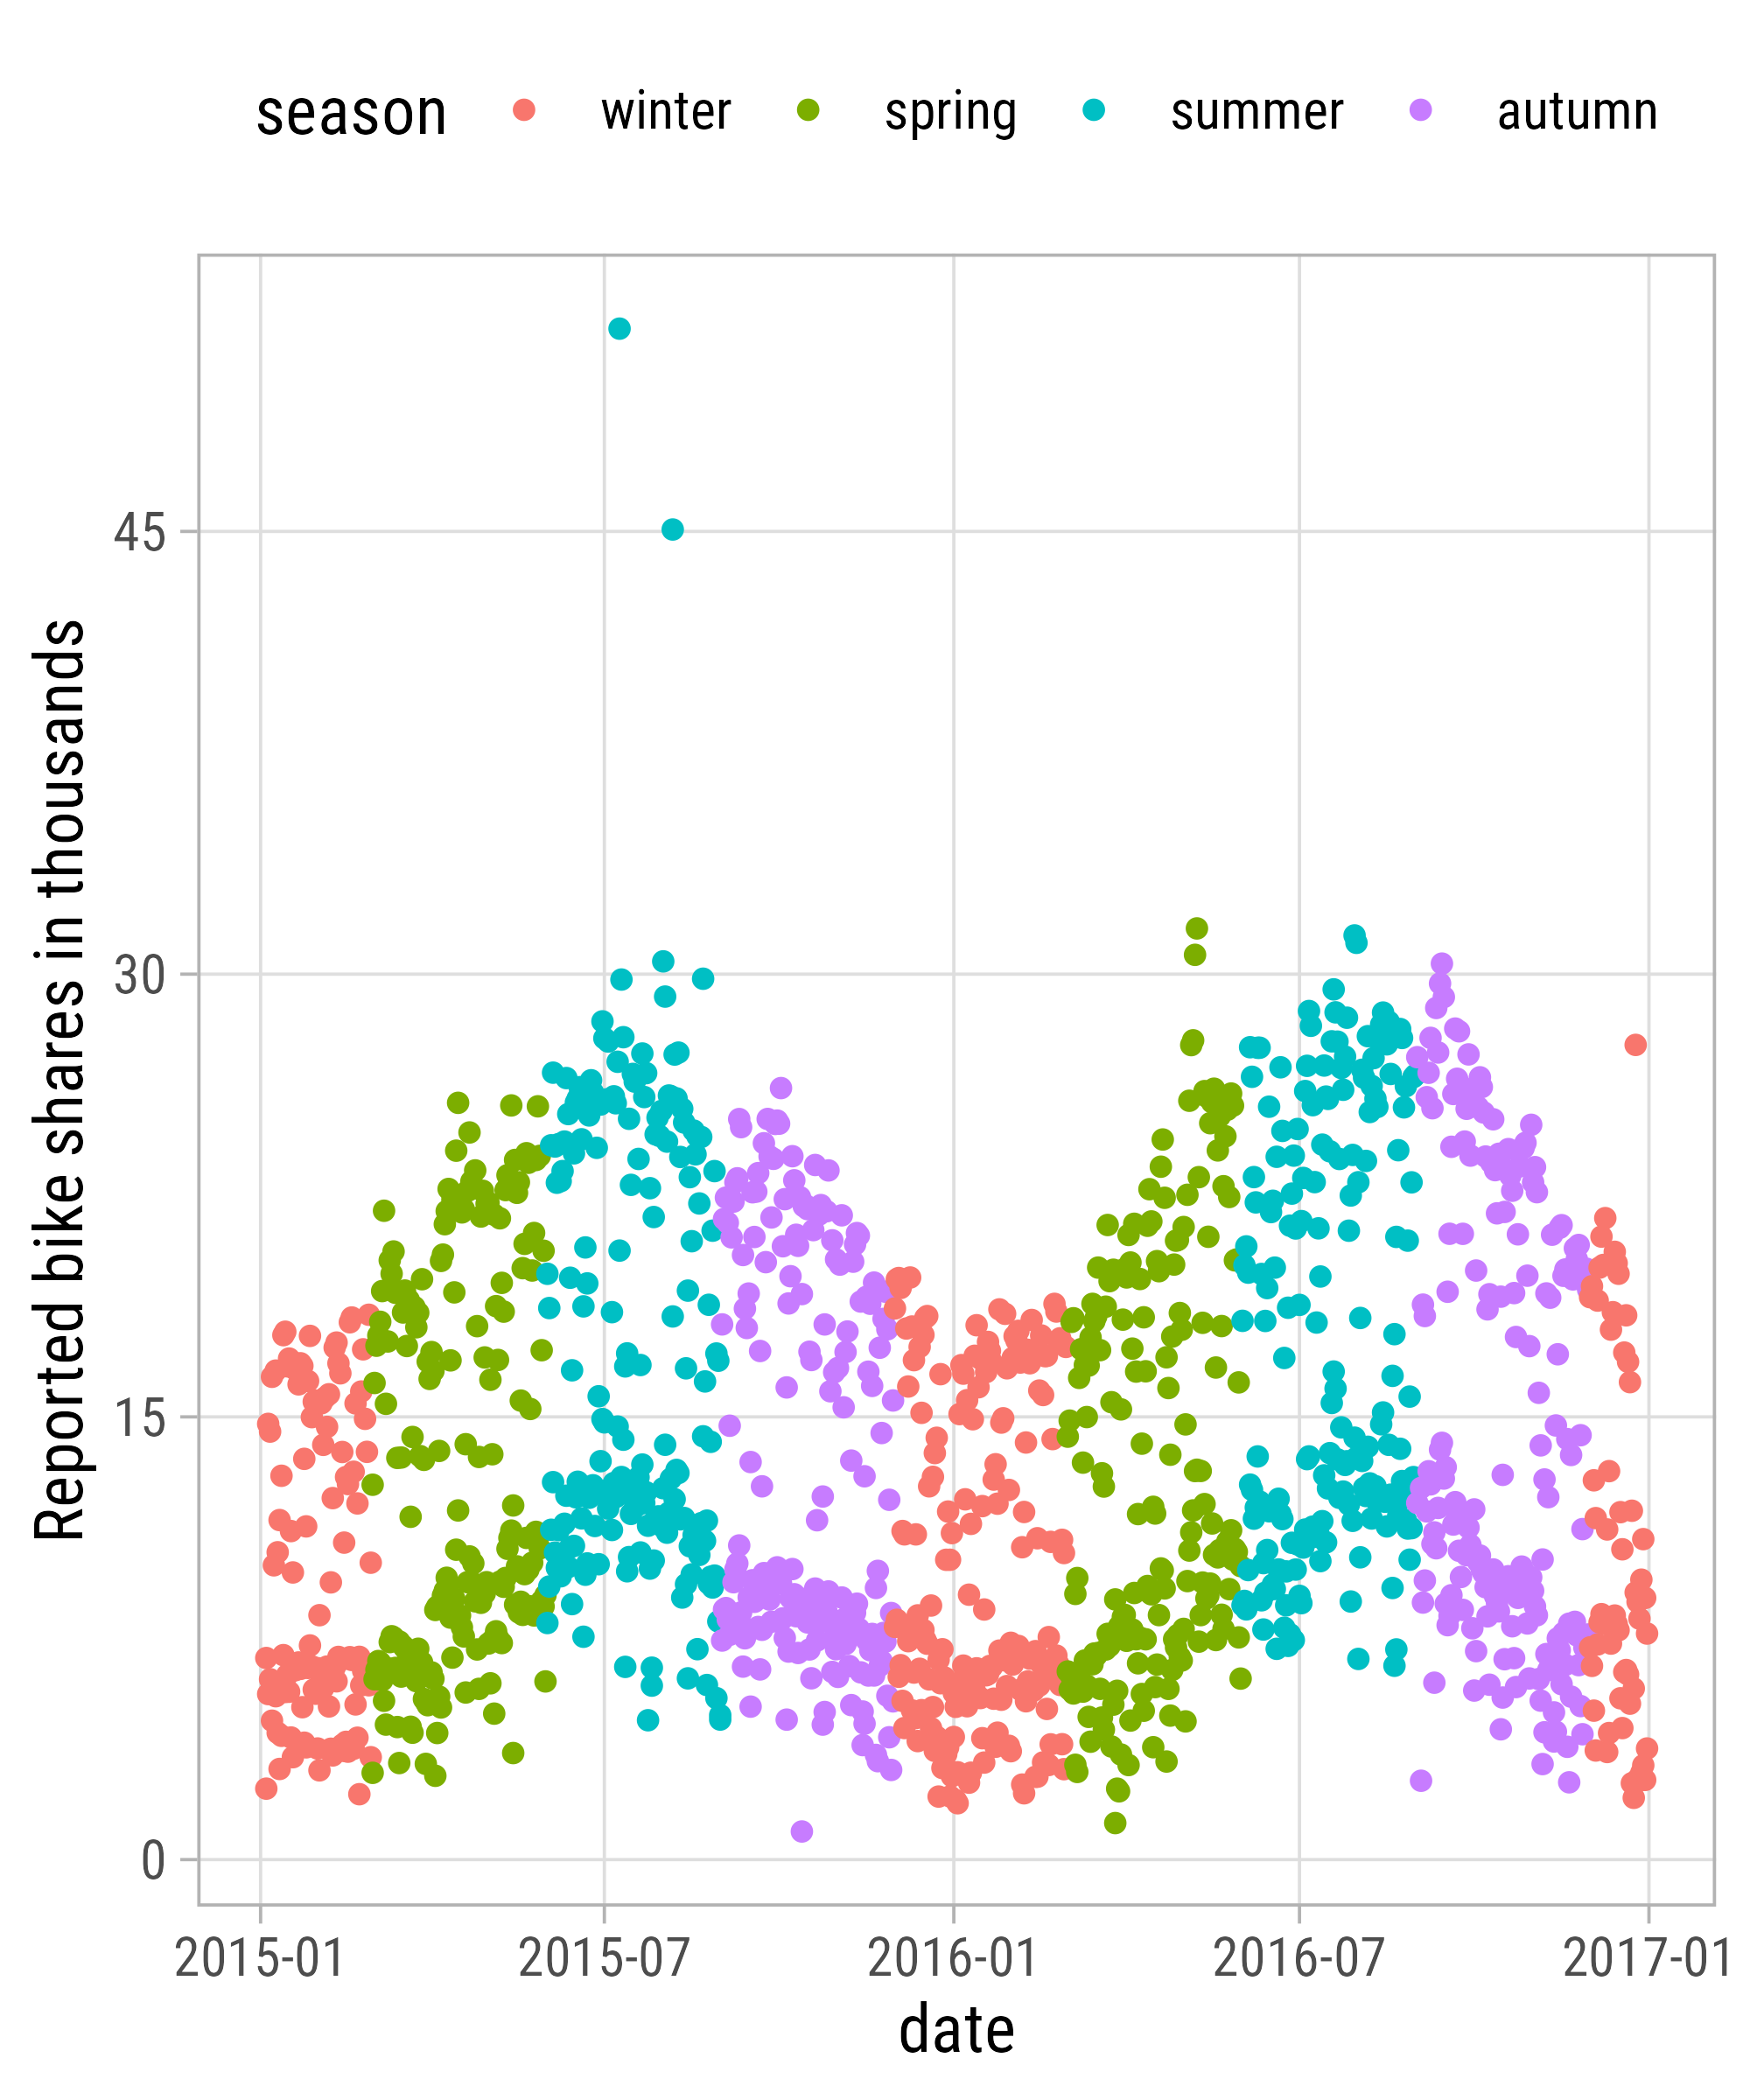 season winter spring summer autumn
Reported bike shares in thousands
45
30
15
0
2015-01 2015-07 2016-01 2016-07 2017-01
date